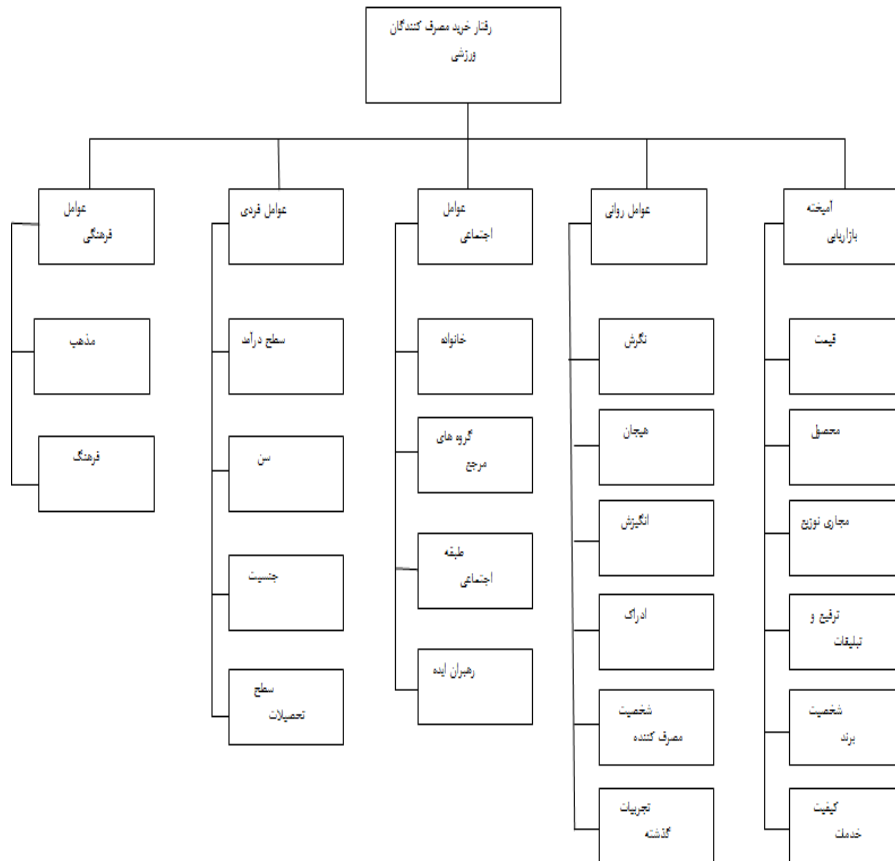 رفتار خرید مصرف کنندگان
ورزشی
آمیخته
بازاریابی
قیمت
محصول
مجاری توزیع
ترفیع و
تبلیغات
شخصیت
برند
کیفیت
خدمات
عوامل روانی
نگرش
هیجان
انگیزش
ادراک
شخصیت
مصرف کننده
تجربیات
گذشته
عوامل
اجتماعی
خانواده
گروه های
مرجع
طبقه
اجتماعی
رهبران ایده
عوامل فردی
سطح درآمد
سن
جنسیت
سطح
تحصیلات
عوامل
فرهنگی
مذهب
فرهنگ